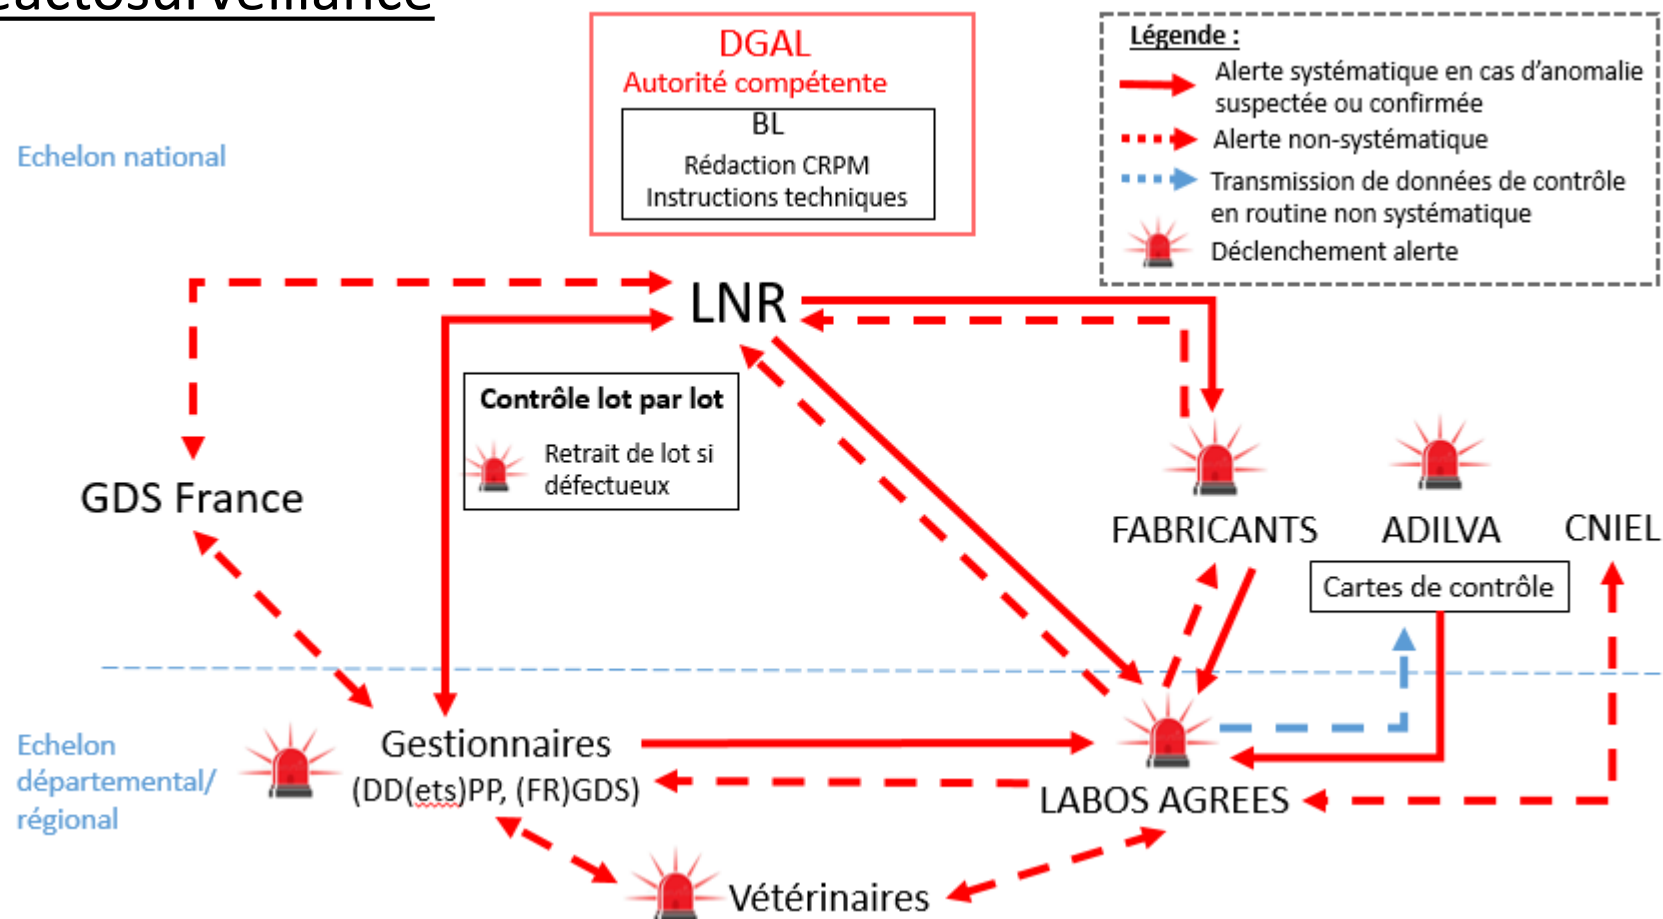 DGAL
Autorité compétente
BL
Rédaction CRPM
Instructions techniques
Légende :
Alerte systématique en cas d'anomalie
suspectée ou confirmée
Alerte non-systématique
Transmission de données de contrôle
en routine non systématique
Déclenchement alerte
Echelon national
LNR
Contrôle lot par lot
Retrait de lot si
défectueux
GDS France
FABRICANTS
ADILVA
CNIEL
Cartes de contrôle
Echelon
départemental/
régional
Gestionnaires
(DD(ets)PP, (FR)GDS)
LABOS AGREES
Vétérinaires